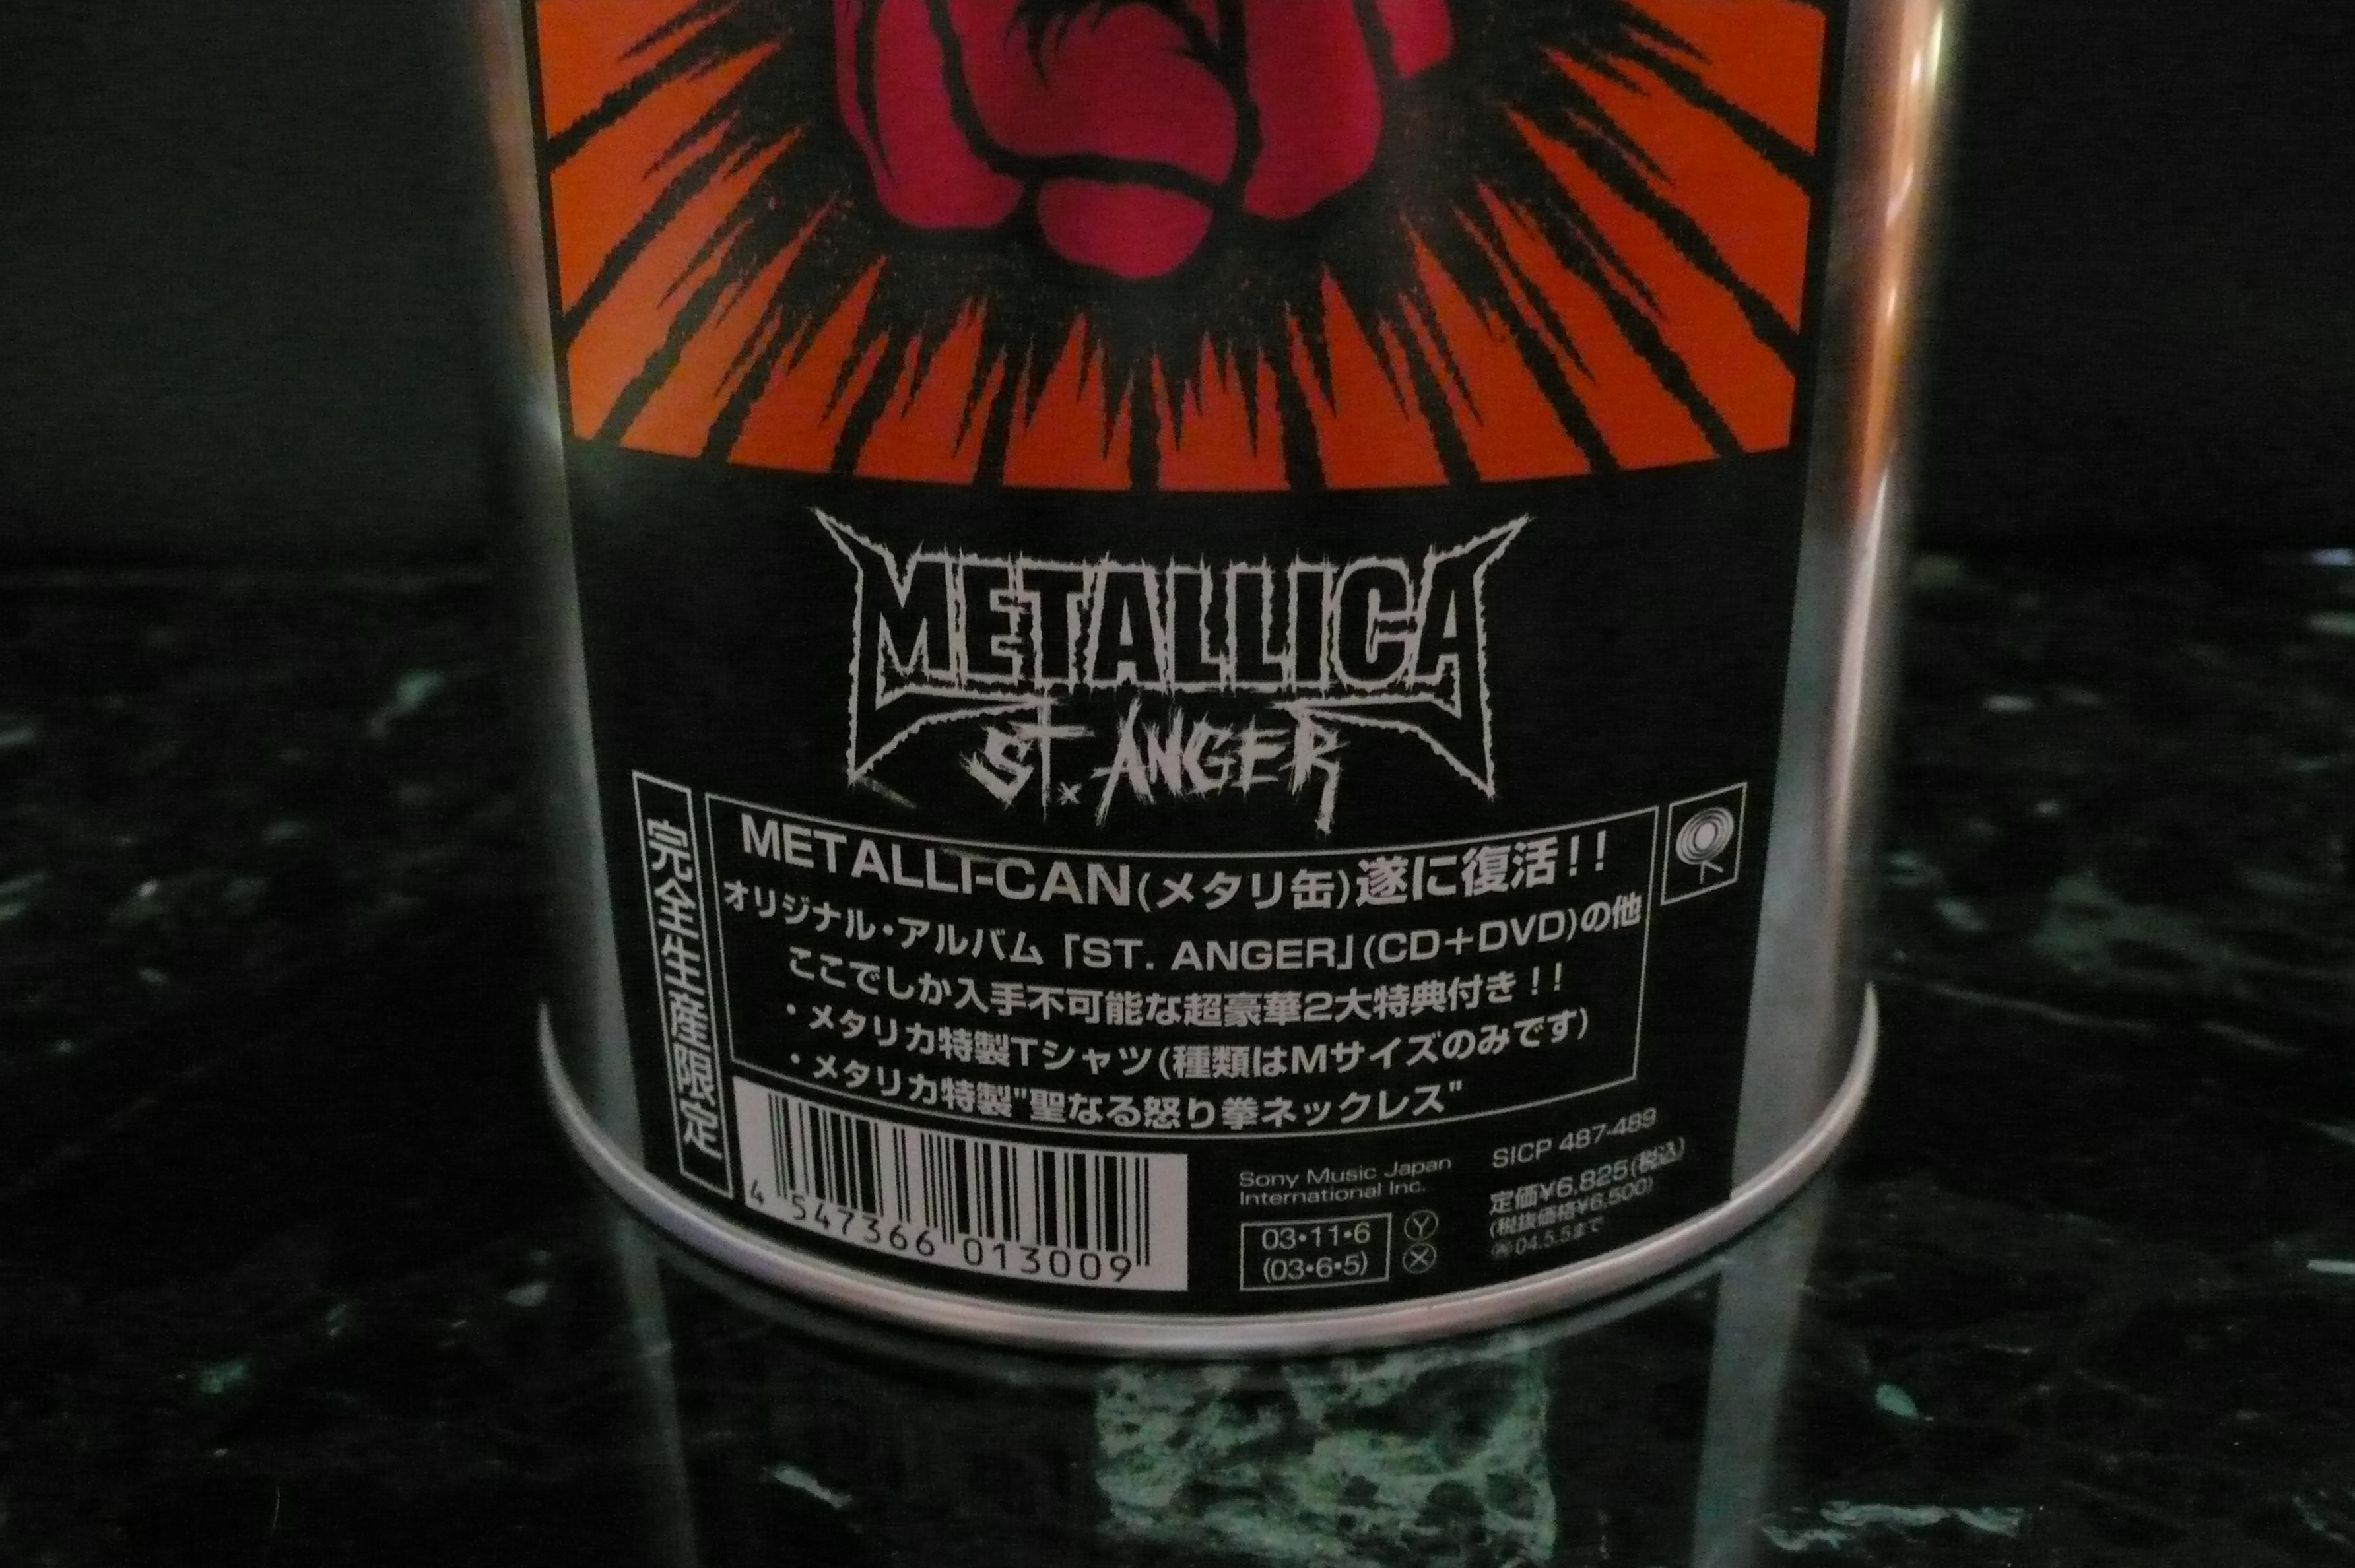 METALLICA
ST. ANGER
完全生産限定
METALLI-CAN(メタリ缶)遂に復活!!
オリジナル・アルバム「ST. ANGER」(CD+DVD)の他
ここでしか入手不可能な超豪華2大特典付き!!
・メタリカ特製Tシャツ(種類はMサイズのみです)
・メタリカ特製"聖なる怒り拳ネックレス"
4 547366 013009
Sony Music Japan
International Inc.
03・11・6
(03・6・5)
Ⓨ
Ⓧ
SICP 487-489
定価¥6,825(税込)
(税抜価格¥6,500)
04.5.5まで